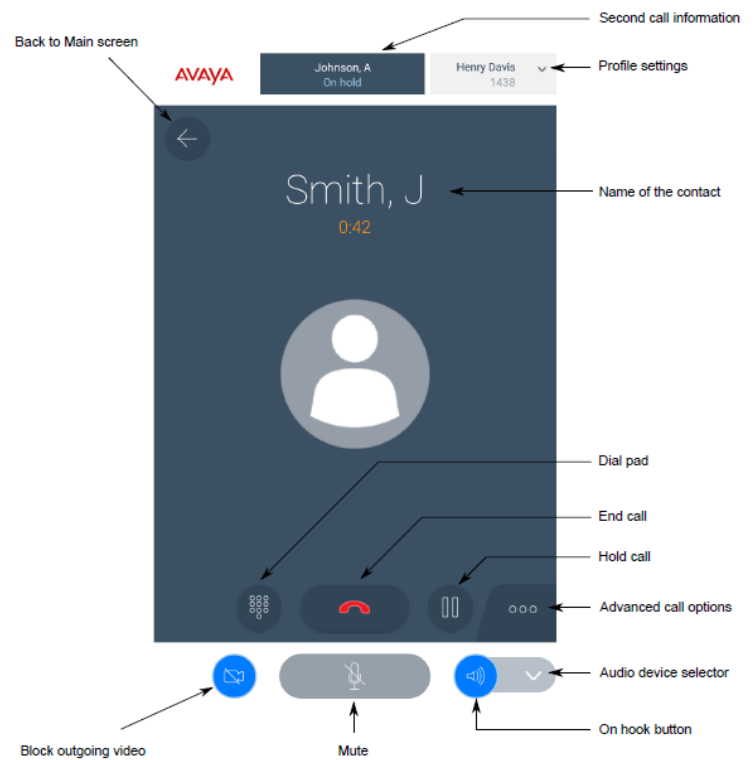 Second call information
Back to Main screen
AVAYA
Johnson, A
On hold
Henry Davis
1438
Profile settings
Smith, J
Name of the contact
0:42
Dial pad
End call
Hold call
Advanced call options
Audio device selector
On hook button
Block outgoing video
Mute